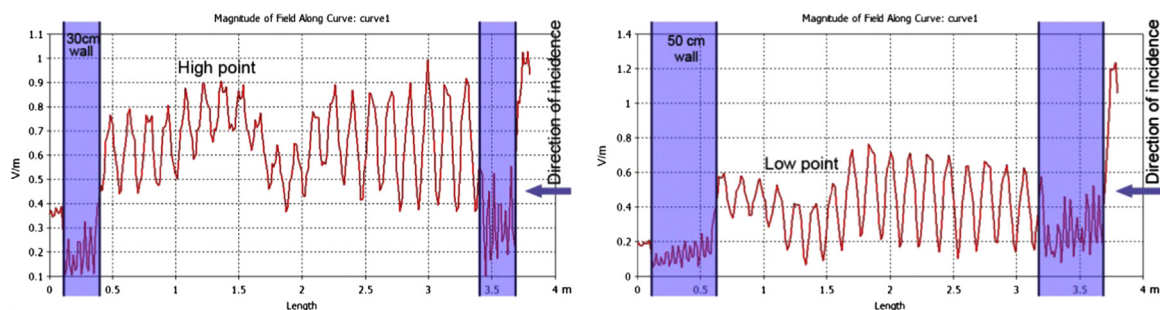 Magnitude of Field Along Curve: curve1
1.1
1
0.9
0.8
0.7
0.6
0.5
0.4
0.3
0.2
0.1
V/m
30cm
wall
High point
Direction of incidence
0
0.5
1
1.5
2
2.5
3
3.5
4 m
Length
Magnitude of Field Along Curve: curve1
1.4
1.2
1
0.8
0.6
0.4
0.2
0
V/m
50 cm
wall
Low point
Direction of incidence
0
0.5
1
1.5
2
2.5
3
3.5
4 m
Length